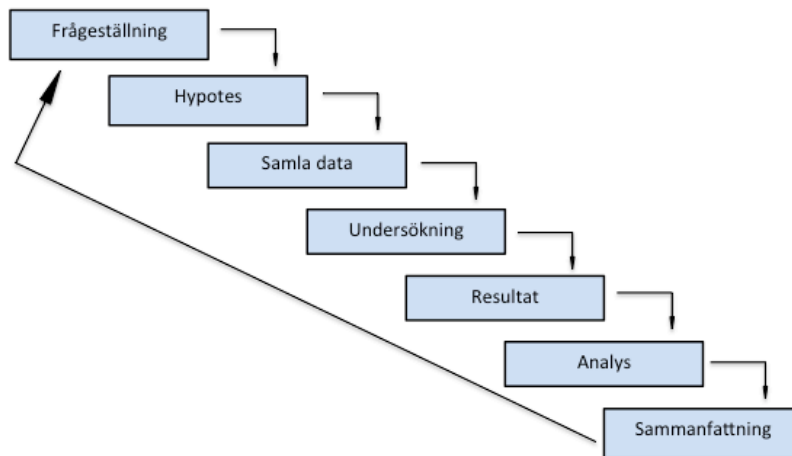 Frågeställning
Hypotes
Samla data
Undersökning
Resultat
Analys
Sammanfattning